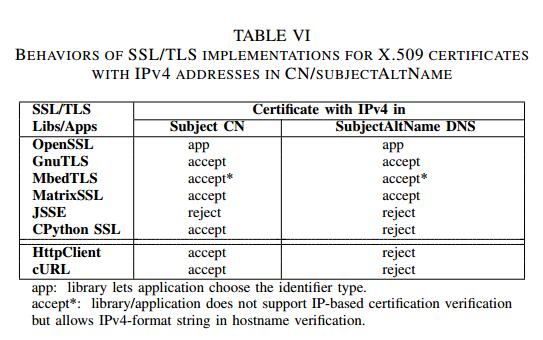 TABLE VI
BEHAVIORS OF SSL/TLS IMPLEMENTATIONS FOR X.509 CERTIFICATES
WITH IPV4 ADDRESSES IN CN/SUBJECTALTNAME
SSL/TLS Certificate with IPv4 in
Libs/Apps Subject CN SubjectAltName DNS
OpenSSL app app
GnuTLS accept accept
MbedTLS accept* accept*
MatrixSSL accept accept
JSSE reject reject
CPython SSL accept reject
HttpClient accept reject
cURL accept reject
app: library lets application choose the identifier type.
accept*: library/application does not support IP-based certification verification
but allows IPv4-format string in hostname verification.